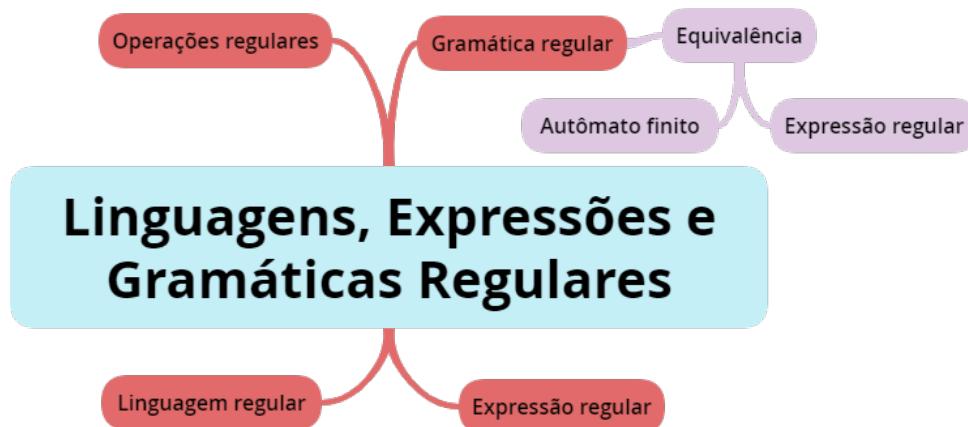 Operações regulares
Gramática regular
Equivalência
Autômato finito
Expressão regular
Linguagens, Expressões e
Gramáticas Regulares
Linguagem regular
Expressão regular